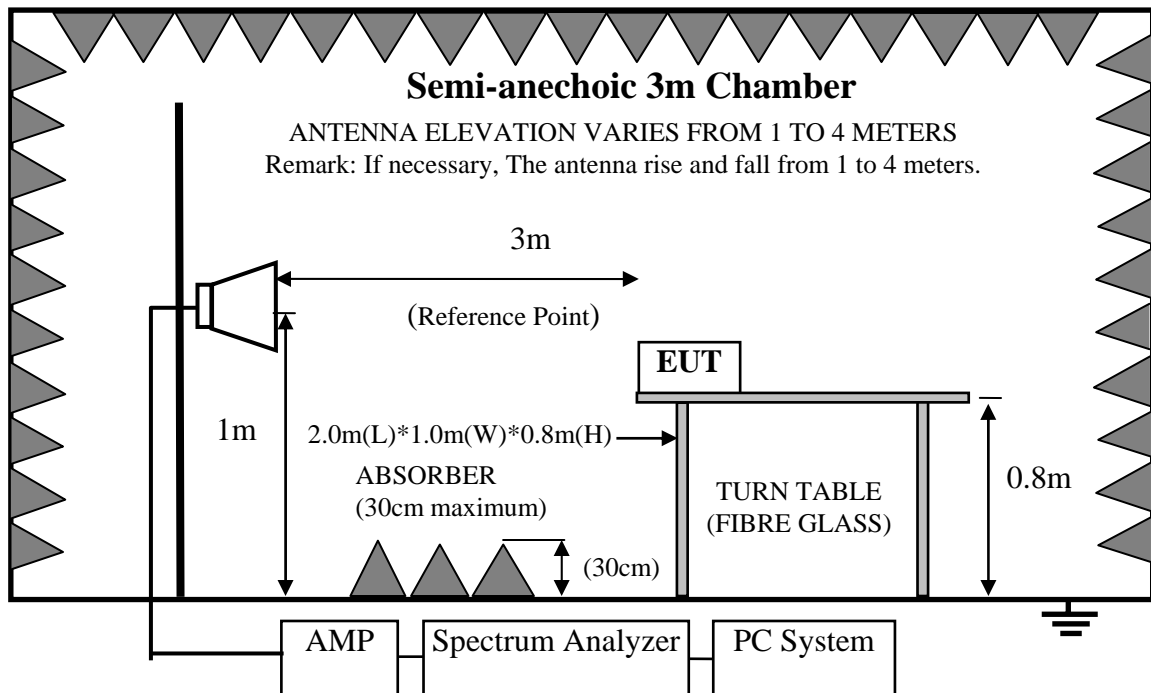 Semi-anechoic 3m Chamber
ANTENNA ELEVATION VARIES FROM 1 TO 4 METERS
Remark: If necessary, The antenna rise and fall from 1 to 4 meters.
3m
(Reference Point)
EUT
1m
2.0m(L)*1.0m(W)*0.8m(H)
ABSORBER
(30cm maximum)
(30cm)
TURN TABLE
(FIBRE GLASS)
0.8m
AMP
Spectrum Analyzer
PC System